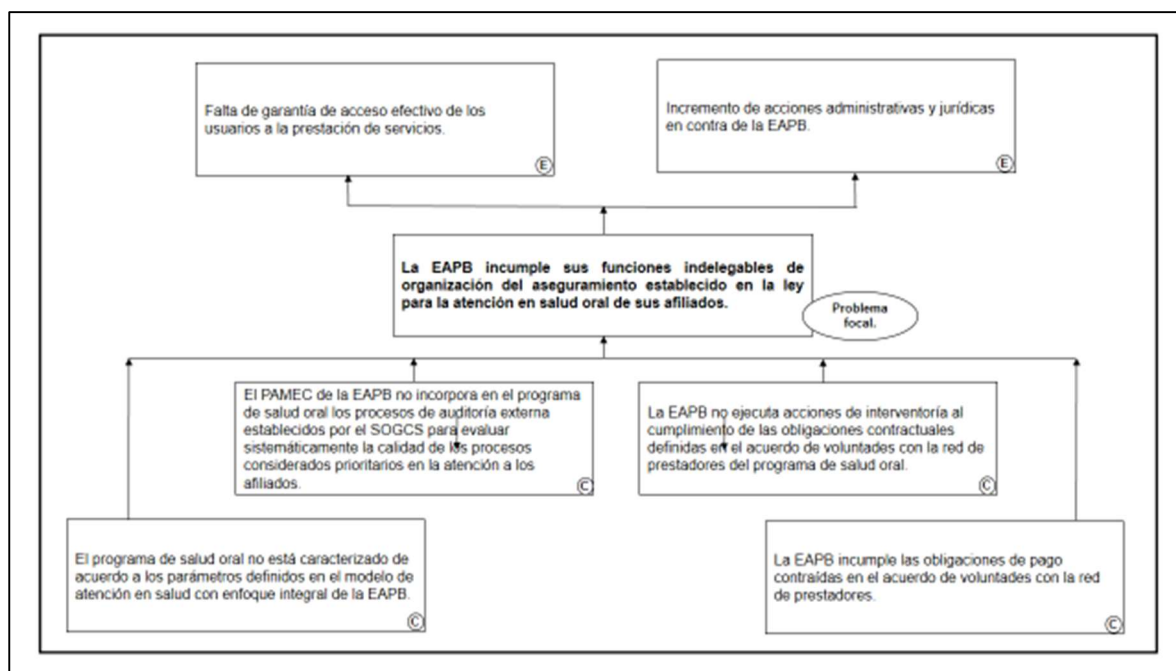 Falta de garantía de acceso efectivo de los
usuarios a la prestación de servicios.
E
Incremento de acciones administrativas y jurídicas
en contra de la EAPB.
E
La EAPB incumple sus funciones indelegables de
organización del aseguramiento establecido en la ley
para la atención en salud oral de sus afiliados.
Problema
focal.
El PAMEC de la EAPB no incorpora en el programa
de salud oral los procesos de auditoría externa
establecidos por el SOGCS para evaluar
sistemáticamente la calidad de los procesos
considerados prioritarios en la atención a los
afiliados.
C
La EAPB no ejecuta acciones de interventoría al
cumplimiento de las obligaciones contractuales
definidas en el acuerdo de voluntades con la red de
prestadores del programa de salud oral.
C
El programa de salud oral no está caracterizado de
acuerdo a los parámetros definidos en el modelo de
atención en salud con enfoque integral de la EAPB.
C
La EAPB incumple las obligaciones de pago
contraídas en el acuerdo de voluntades con la red
de prestadores.
C